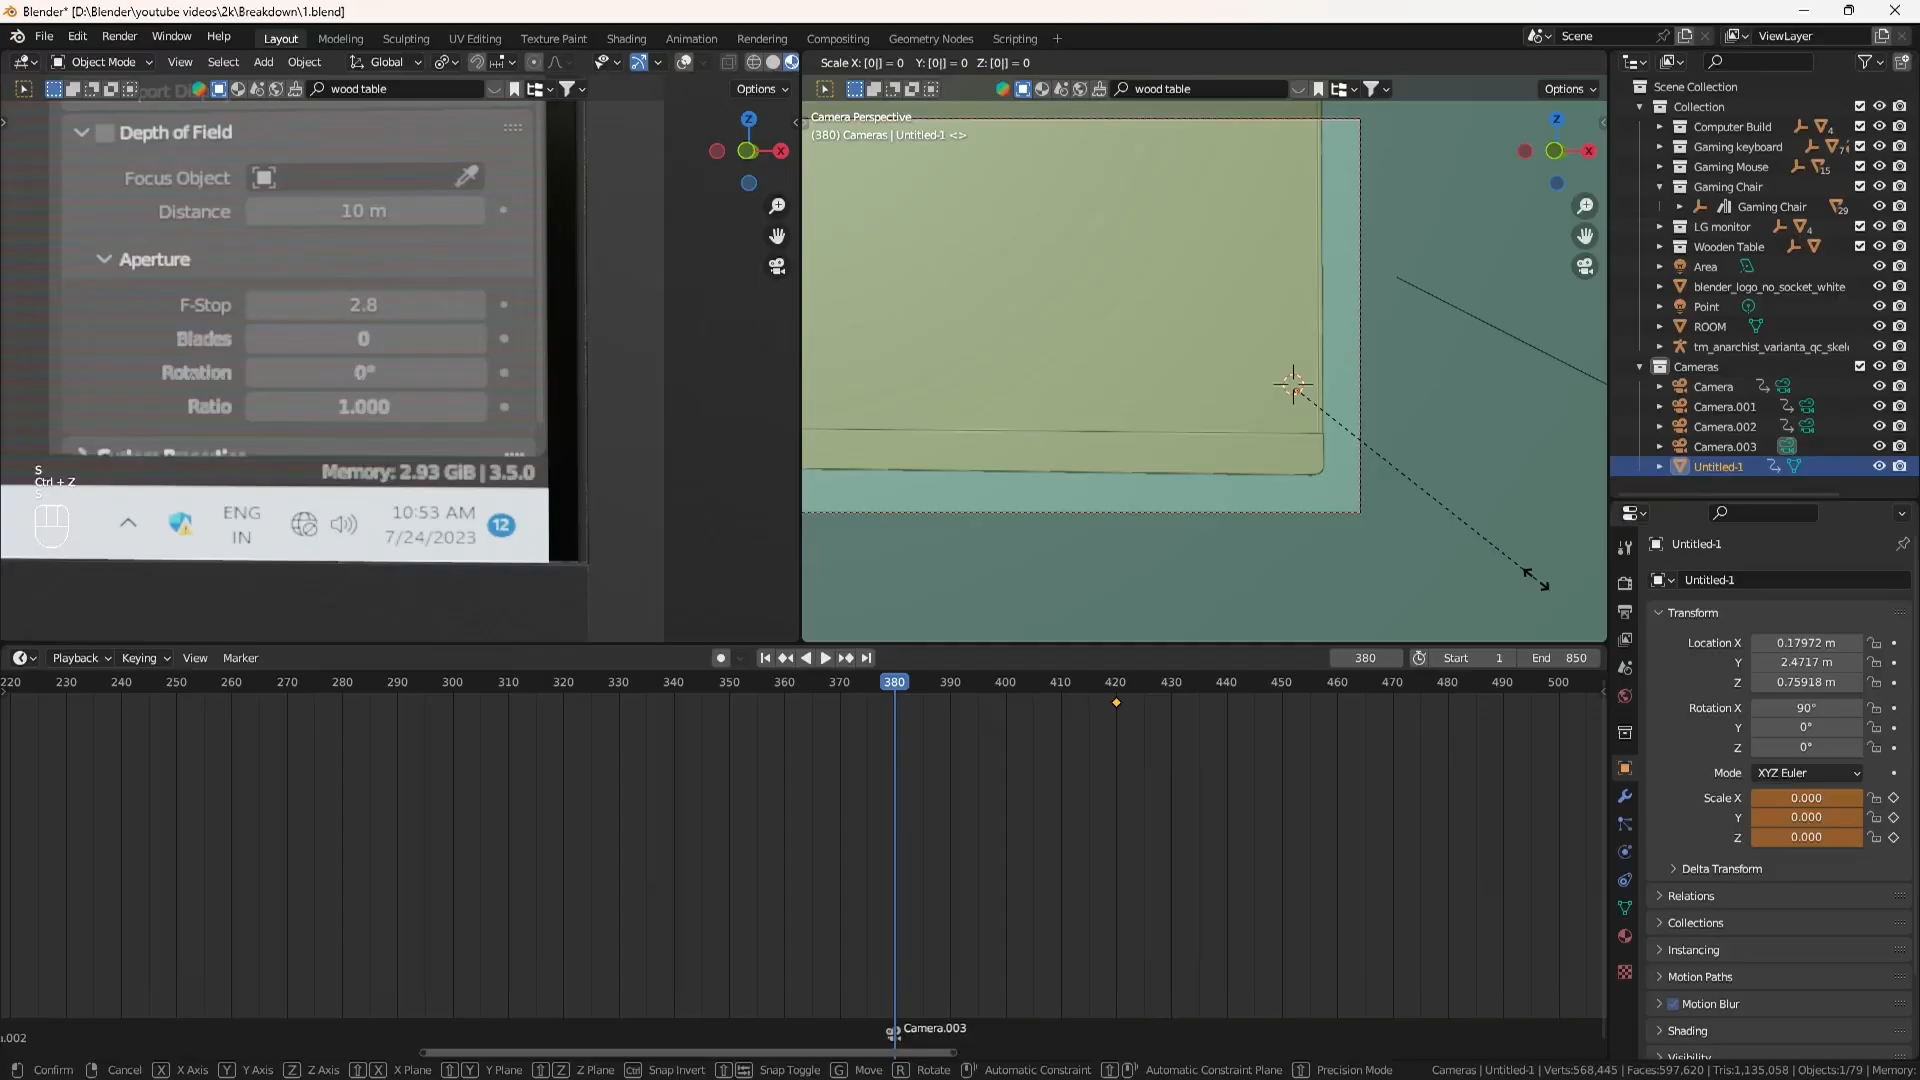 Blender* [D:\Blender\youtube videos\2k\Breakdown\1.blend]
File Edit Render Window Help Layout Modeling Sculpting UV Editing Texture Paint Shading Animation Rendering Compositing Geometry Nodes Scripting + Scene ViewLayer
Object Mode View Select Add Object Global
Scale X: [0|] = 0 Y: [0|] = 0 Z: [0|] = 0
wood table Options
wood table Options
Camera Perspective
(380) Cameras | Untitled-1 <>
Z
X
Z
X
Depth of Field
Focus Object
Distance 10 m
Aperture
F-Stop 2.8
Blades 0
Rotation 0°
Ratio 1.000
Memory: 2.93 GiB | 3.5.0
S
Ctrl + Z
S
ENG
IN
10:53 AM
7/24/2023
12
Scene Collection
Collection
Computer Build 4
Gaming keyboard 7
Gaming Mouse 15
Gaming Chair
Gaming Chair 29
LG monitor 4
Wooden Table
Area
blender_logo_no_socket_white
Point
ROOM
tm_anarchist_varianta_qc_skel
Cameras
Camera
Camera.001
Camera.002
Camera.003
Untitled-1
Untitled-1
Untitled-1
Transform
Location X 0.17972 m
Y 2.4717 m
Z 0.75918 m
Rotation X 90°
Y 0°
Z 0°
Mode XYZ Euler
Scale X 0.000
Y 0.000
Z 0.000
Delta Transform
Relations
Collections
Instancing
Motion Paths
Motion Blur
Shading
Visibility
Playback Keying View Marker 380 Start 1 End 850
220 230 240 250 260 270 280 290 300 310 320 330 340 350 360 370 380 390 400 410 420 430 440 450 460 470 480 490 500
.002
Camera.003
Confirm Cancel X X Axis Y Y Axis Z Z Axis X X Plane Y Y Plane Z Z Plane Ctrl Snap Invert Snap Toggle G Move R Rotate Automatic Constraint Automatic Constraint Plane Precision Mode Cameras | Untitled-1 | Verts:568,445 | Faces:597,620 | Tris:1,135,058 | Objects:1/79 | Memory: